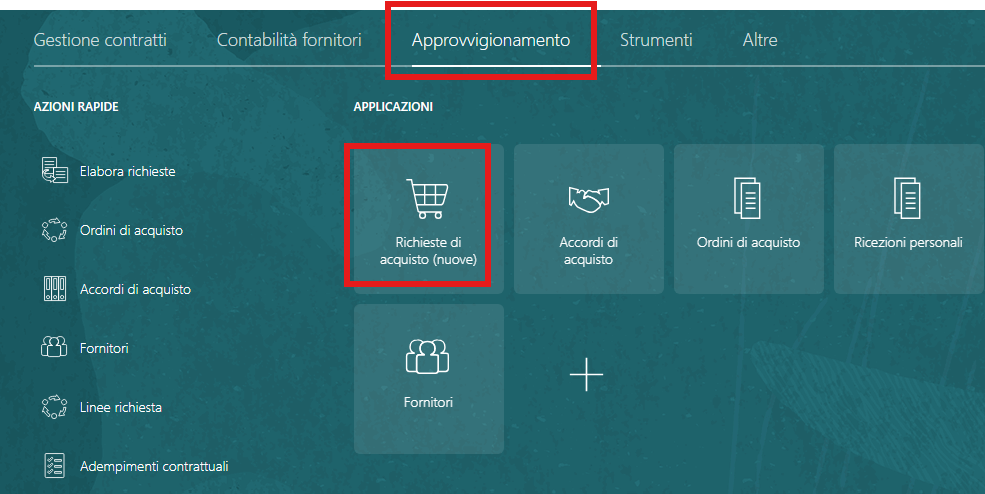 Gestione contratti
Contabilità fornitori
Approvvigionamento
Strumenti
Altre
AZIONI RAPIDE
Elabora richieste
Ordini di acquisto
Accordi di acquisto
Fornitori
Linee richiesta
Adempimenti contrattuali
APPLICAZIONI
Richieste di
acquisto (nuove)
Accordi di
acquisto
Ordini di acquisto
Ricezioni personali
Fornitori